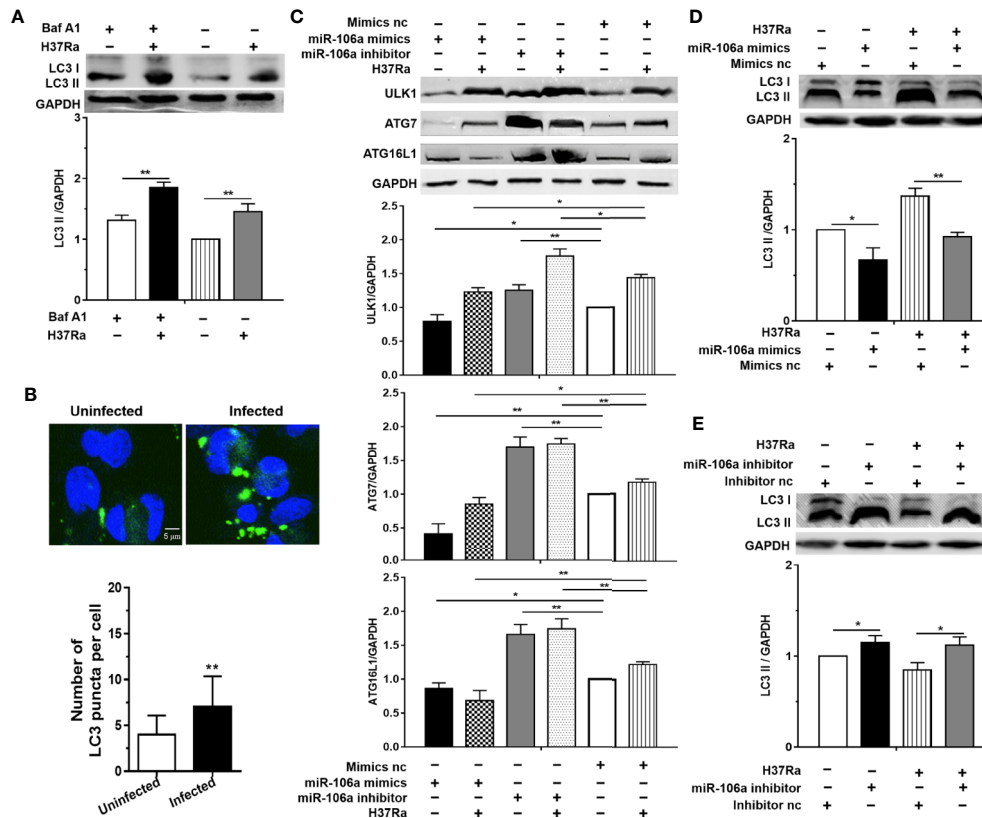 A
Baf A1 + + – –
H37Ra – + – +
LC3 I
LC3 II
GAPDH
LC3 II /GAPDH
2
1
0
** **
Baf A1 + + – –
H37Ra – + – +
B
Uninfected Infected
5 µm
Number of
LC3 puncta per cell
20
15
10
5
0
**
Uninfected Infected
C
Mimics nc – – – – + +
miR-106a mimics + + – – – –
miR-106a inhibitor – – + + – –
H37Ra – + – + – +
ULK1
ATG7
ATG16L1
GAPDH
ULK1/GAPDH
2.5
2.0
1.5
1.0
0.5
0.0
*
* *
**
ATG7/GAPDH
2.5
2.0
1.5
1.0
0.5
0.0
*
** **
**
ATG16L1/GAPDH
2.5
2.0
1.5
1.0
0.5
0.0
**
* **
**
Mimics nc – – – – + +
miR-106a mimics + + – – – –
miR-106a inhibitor – – + + – –
H37Ra – + – + – +
D
H37Ra – – + +
miR-106a mimics – + – +
Mimics nc + – + –
LC3 I
LC3 II
GAPDH
LC3 II /GAPDH
2
1
0
* **
H37Ra – – + +
miR-106a mimics – + – +
Mimics nc + – + –
E
H37Ra – – + +
miR-106a inhibitor – + – +
Inhibitor nc + – + –
LC3 I
LC3 II
GAPDH
LC3 II / GAPDH
2
1
0
* *
H37Ra – – + +
miR-106a inhibitor – + – +
Inhibitor nc + – + –